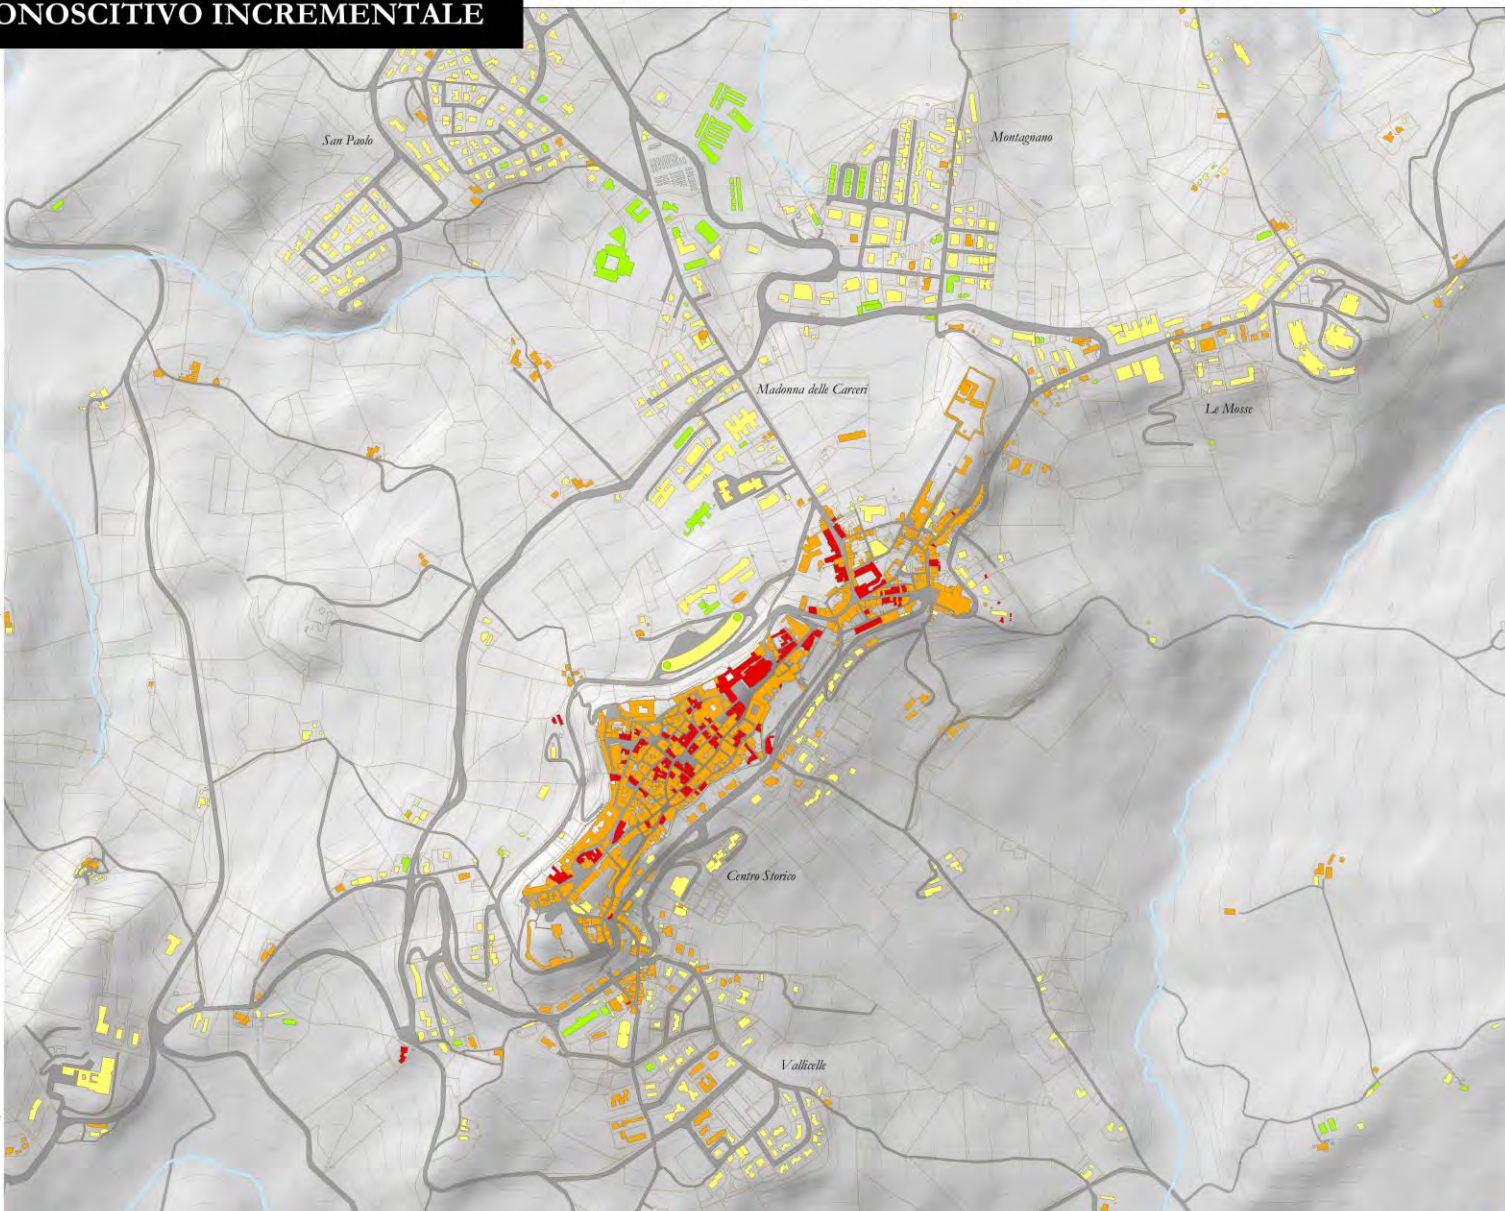 ONOSCITIVO INCREMENTALE
San Paolo
Montagnano
Madonna delle Carceri
Le Mosse
Centro Storico
Vallicelle